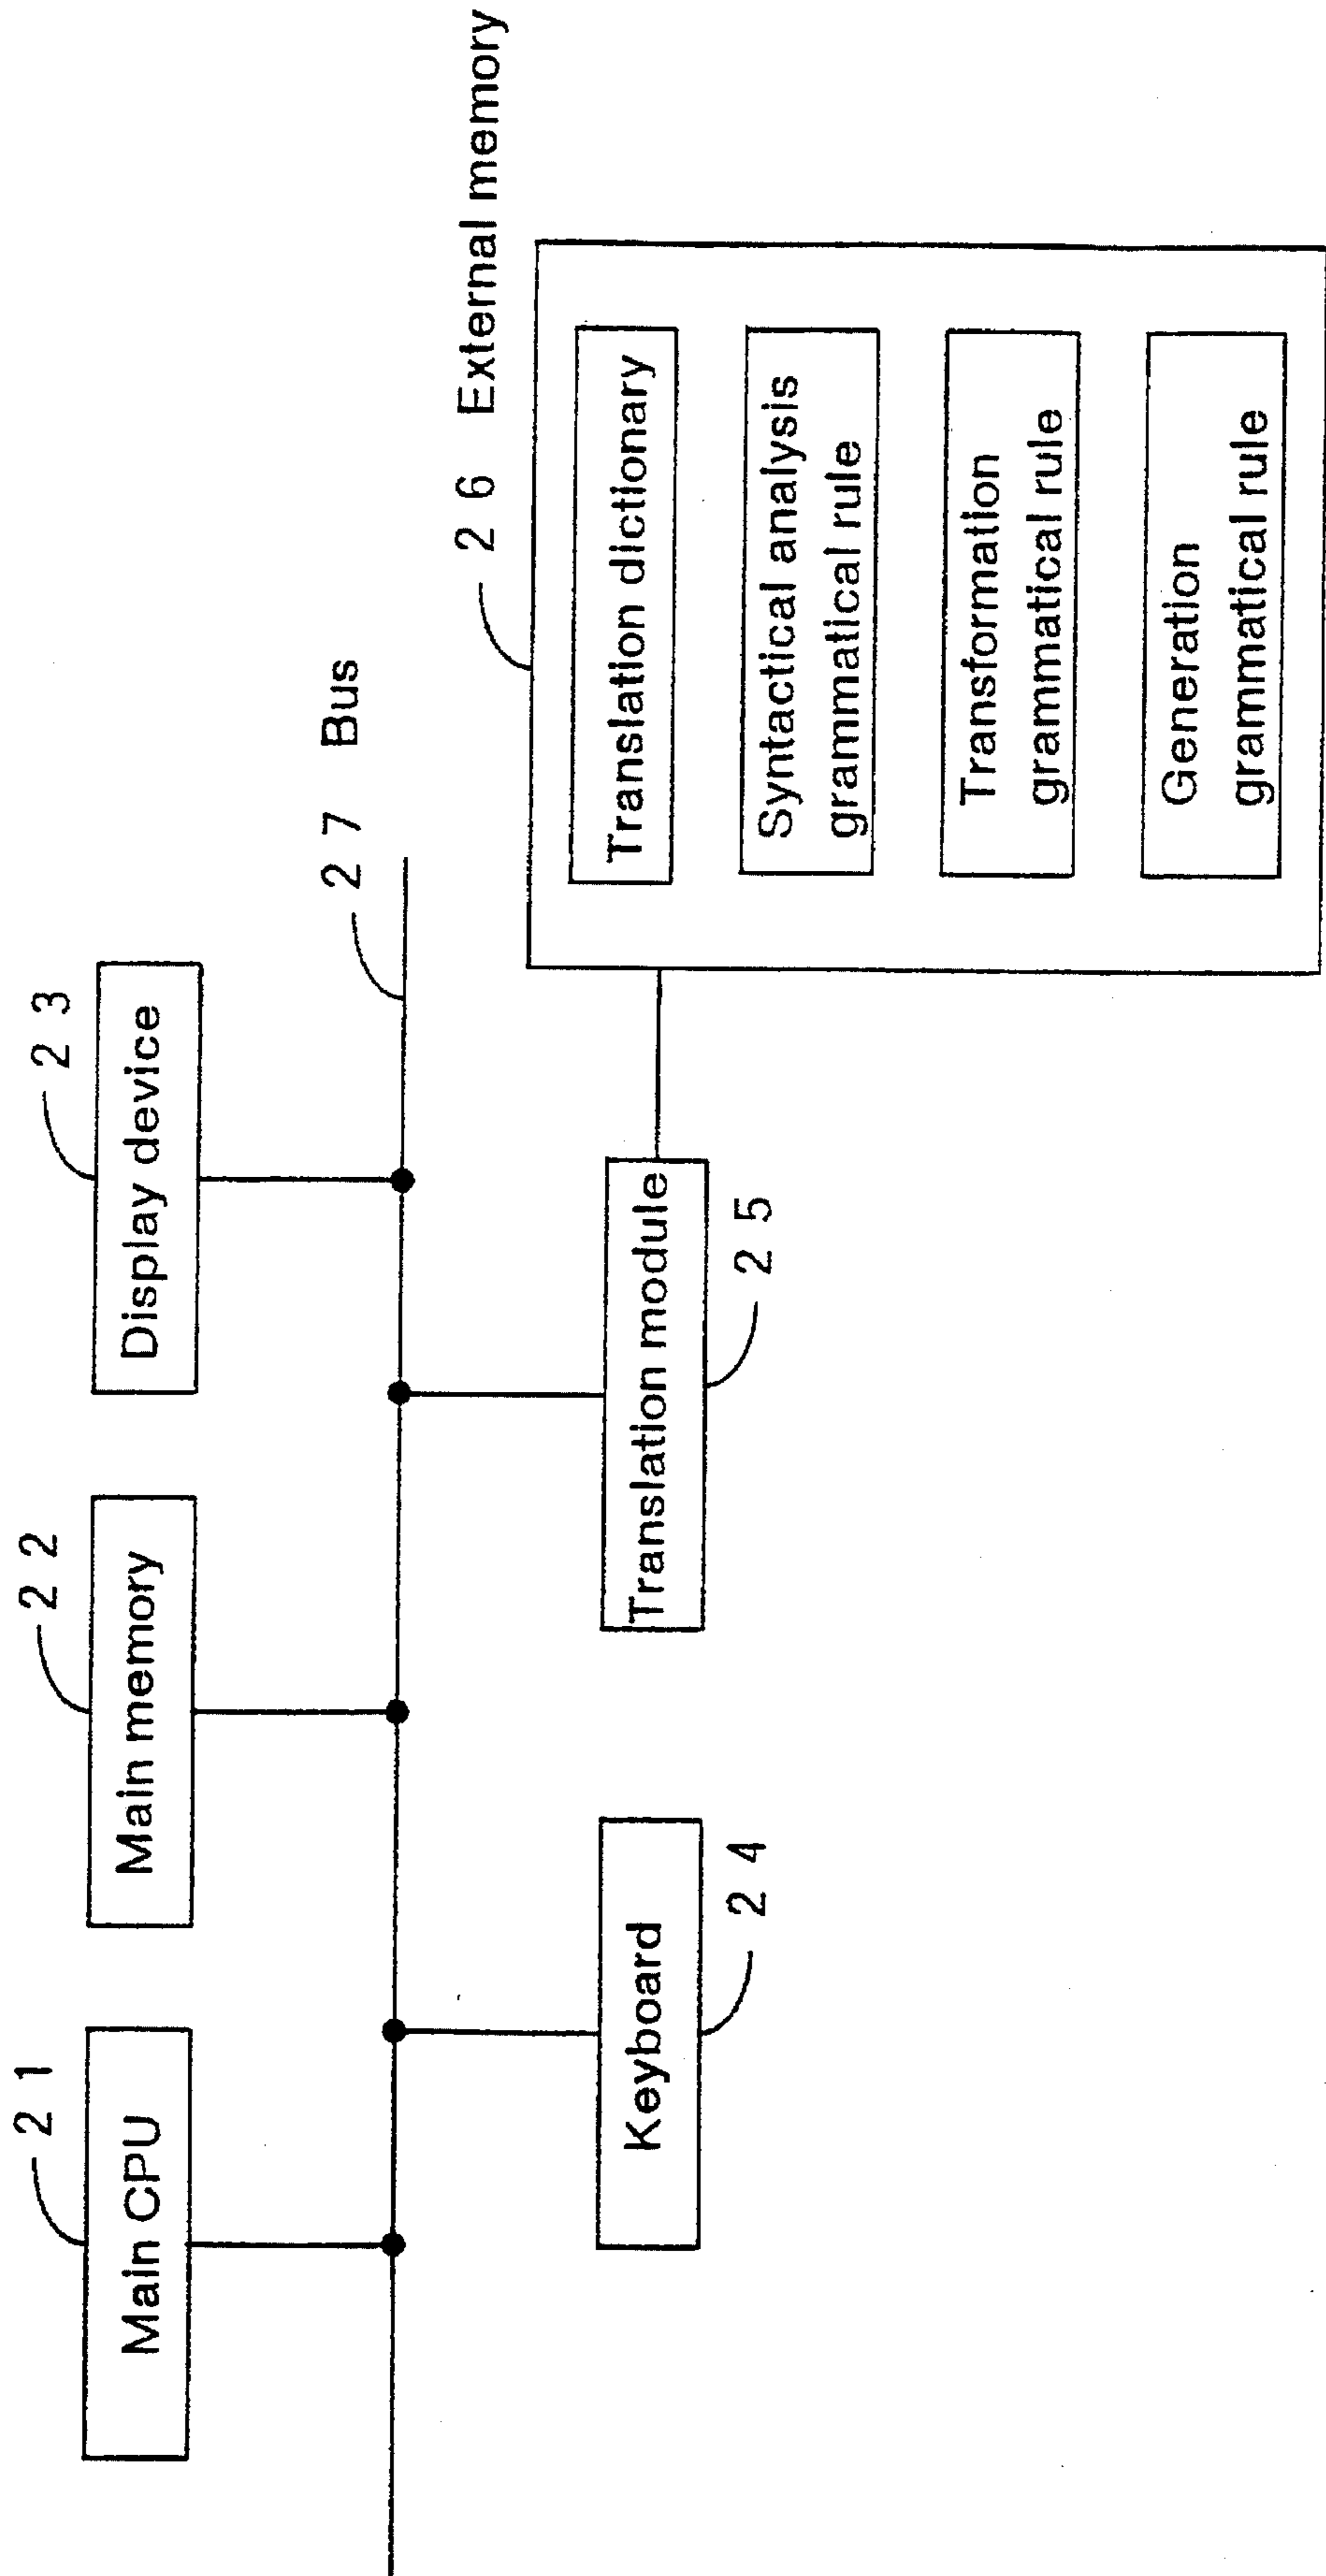 2 1
Main CPU
2 2
Main memory
2 3
Display device
2 7 Bus
2 6 External memory
Keyboard
2 4
Translation module
2 5
Translation dictionary
Syntactical analysis
grammatical rule
Transformation
grammatical rule
Generation
grammatical rule